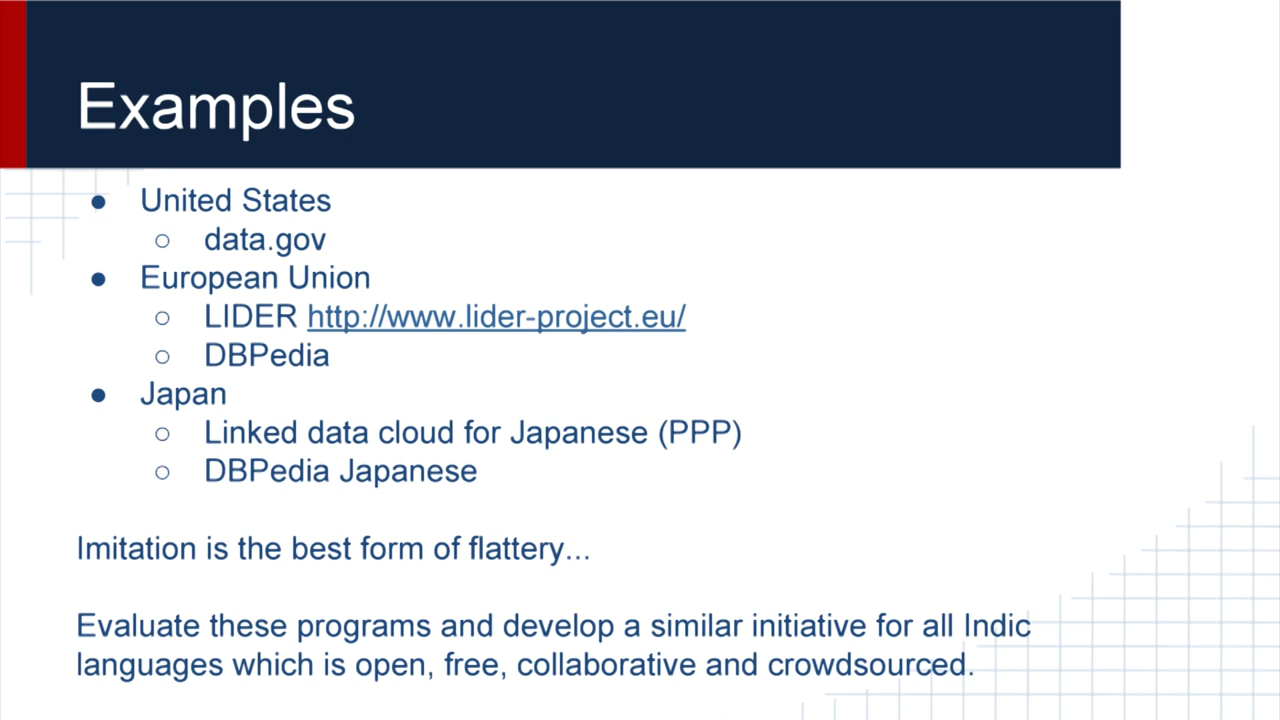 Examples
● United States
○ data.gov
● European Union
○ LIDER http://www.lider-project.eu/
○ DBPedia
● Japan
○ Linked data cloud for Japanese (PPP)
○ DBPedia Japanese
Imitation is the best form of flattery...
Evaluate these programs and develop a similar initiative for all Indic
languages which is open, free, collaborative and crowdsourced.